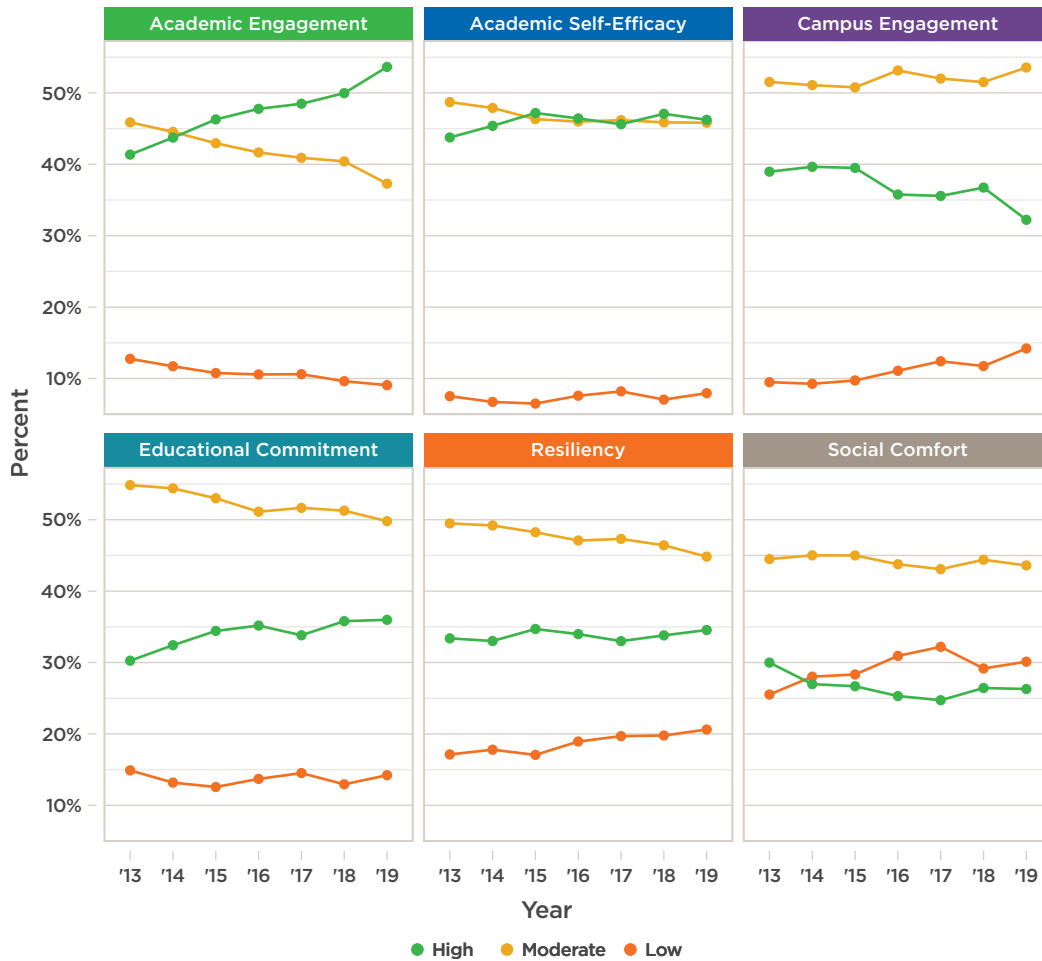 Academic Engagement
Academic Self-Efficacy
Campus Engagement
50%
40%
30%
20%
10%
Percent
Educational Commitment
Resiliency
Social Comfort
50%
40%
30%
20%
10%
'13 '14 '15 '16 '17 '18 '19
'13 '14 '15 '16 '17 '18 '19
'13 '14 '15 '16 '17 '18 '19
Year
High Moderate Low